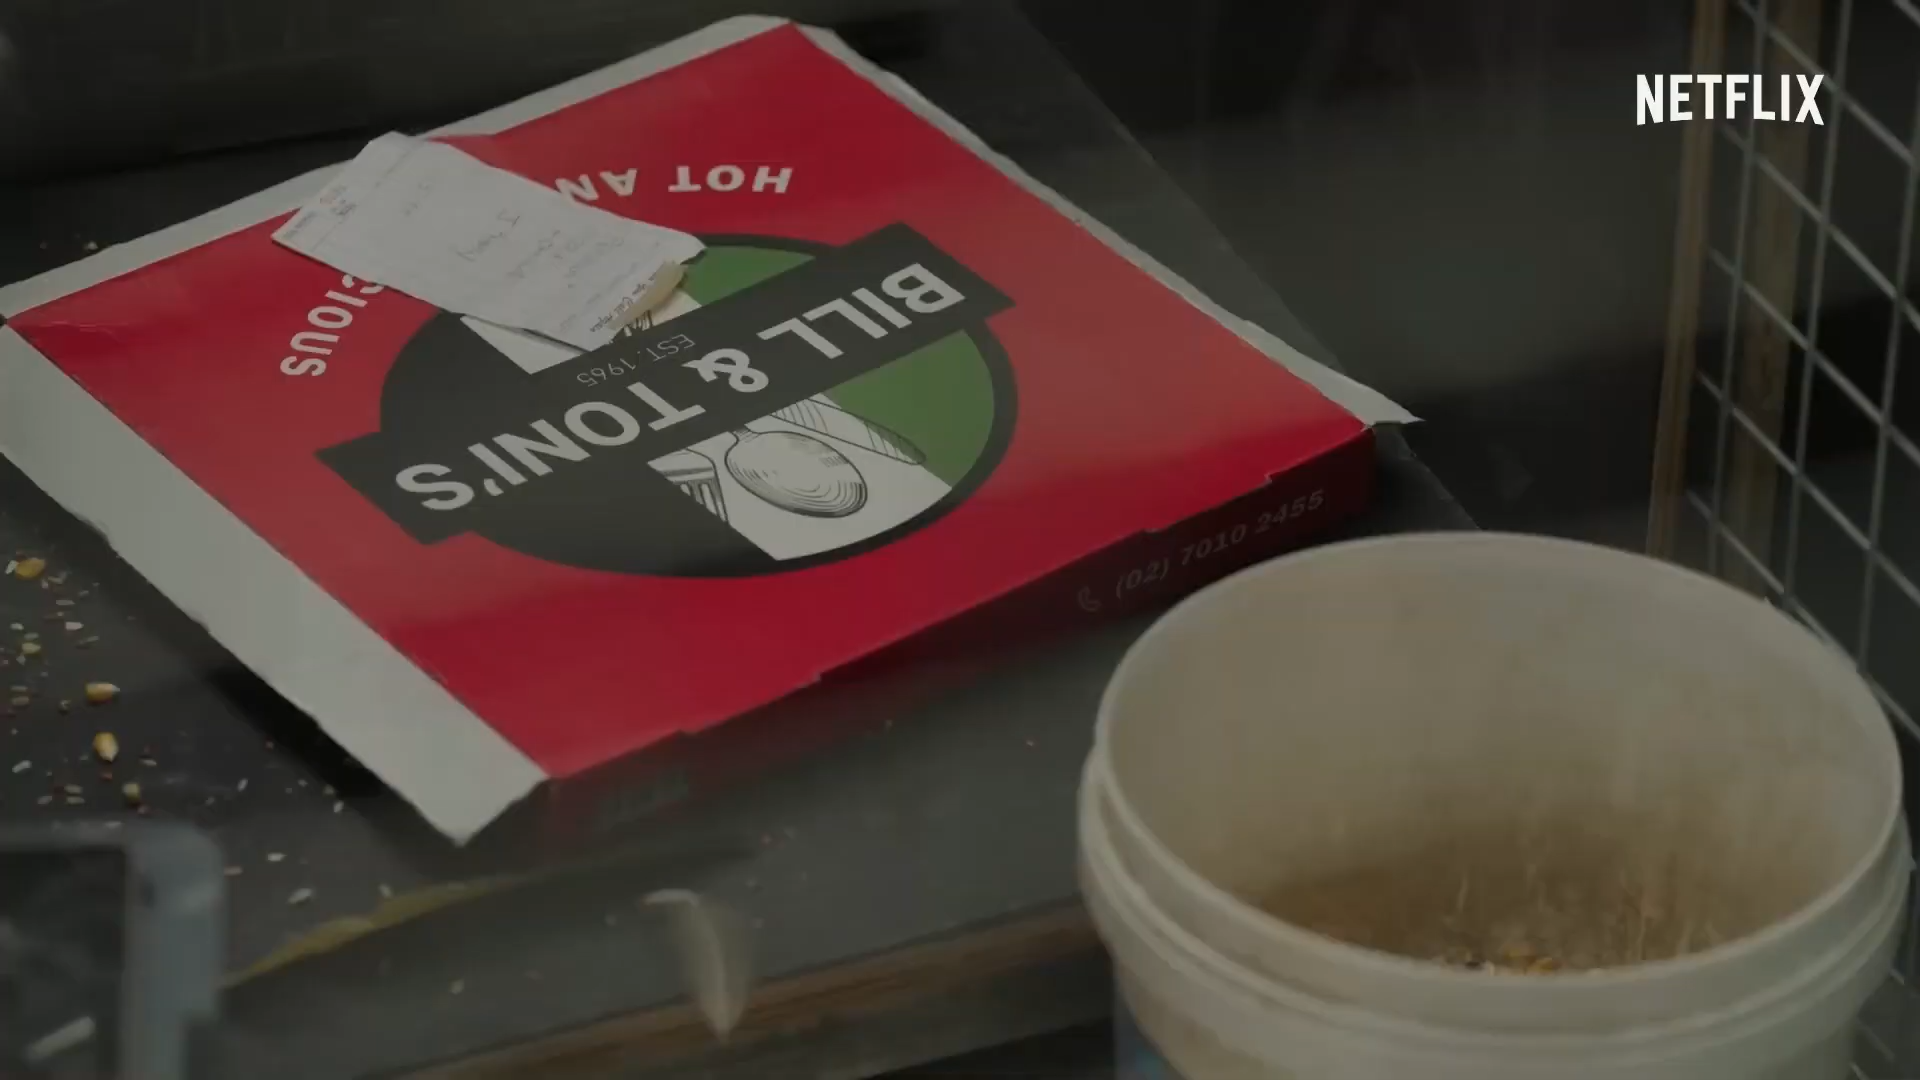 NETFLIX
HOT AN
CIOUS
BILL & TONI'S
EST. 1965
(02) 7010 2455